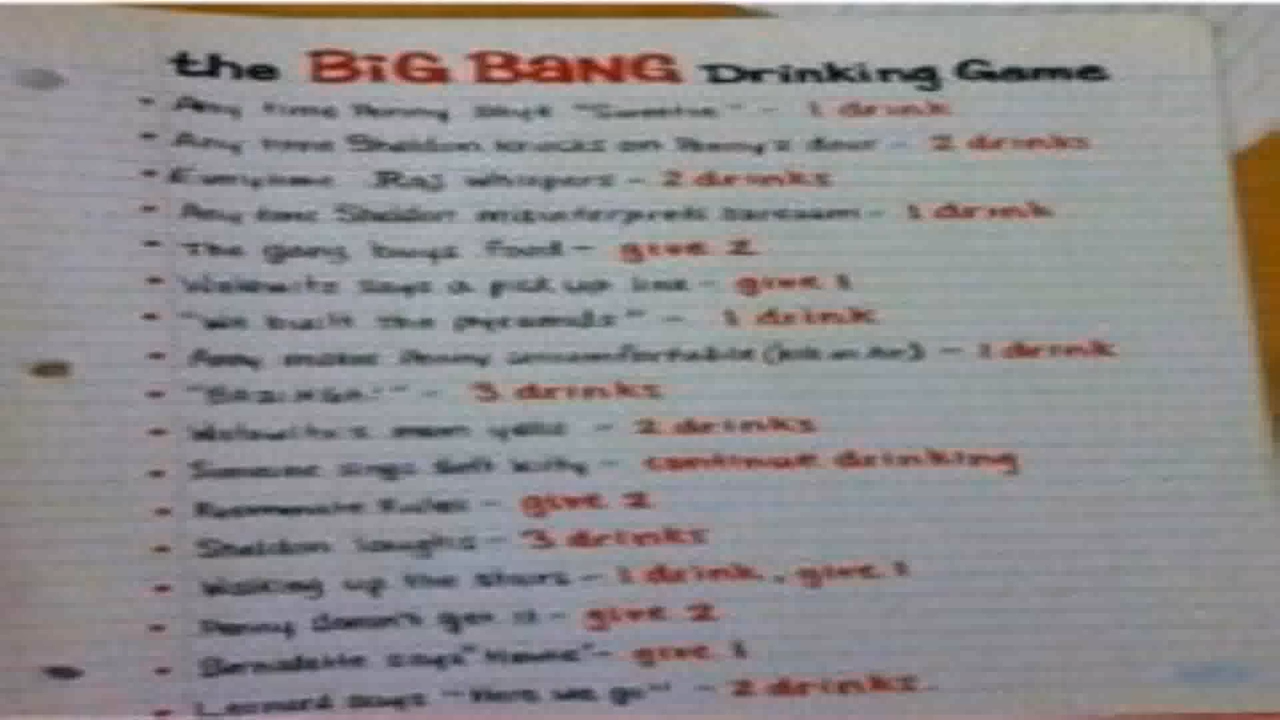 the BiG BANG Drinking Game
- Any time Penny says "Sweetie" - 1 drink
- Any time Sheldon knocks on Penny's door - 2 drinks
- Everytime Raj whispers - 2 drinks
- Any time Sheldon misinterprets sarcasm - 1 drink
- The gang buys food - give 2
- Wolowitz says a pick up line - give 1
- "We built the pyramids" - 1 drink
- Amy makes Penny uncomfortable - 1 drink
- "BAZINGA!" - 3 drinks
- Wolowitz's mom yells - 2 drinks
- Someone sings Soft Kitty - continue drinking
- Roommate Rules - give 2
- Sheldon laughs - 3 drinks
- Walking up the stairs - 1 drink, give 1
- Penny doesn't get it - give 2
- Bernadette says "Howie" - give 1
- Leonard says "Here we go" - 2 drinks